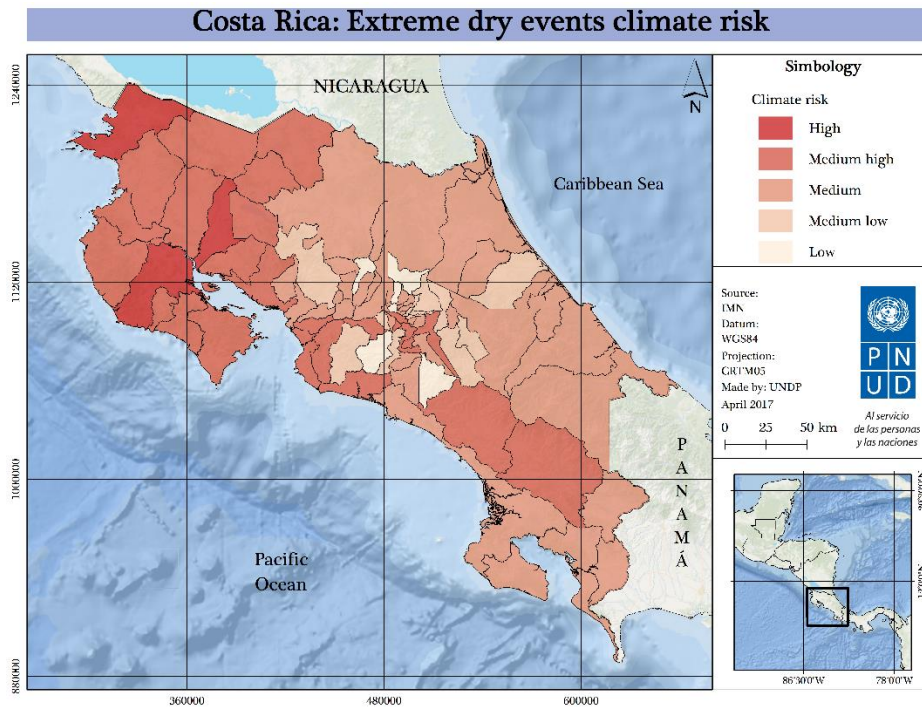 Costa Rica: Extreme dry events climate risk
1240000
1120000
1000000
880000
360000
480000
600000
NICARAGUA
N
Caribbean Sea
Pacific
Ocean
PANAMÁ
Simbology
Climate risk
High
Medium high
Medium
Medium low
Low
Source:
IMN
Datum:
WGS84
Projection:
CRTM05
Made by: UNDP
April 2017
0 25 50 km
P N
U D
Al servicio
de las personas
y las naciones
86°30'0"W 78°0'0"W